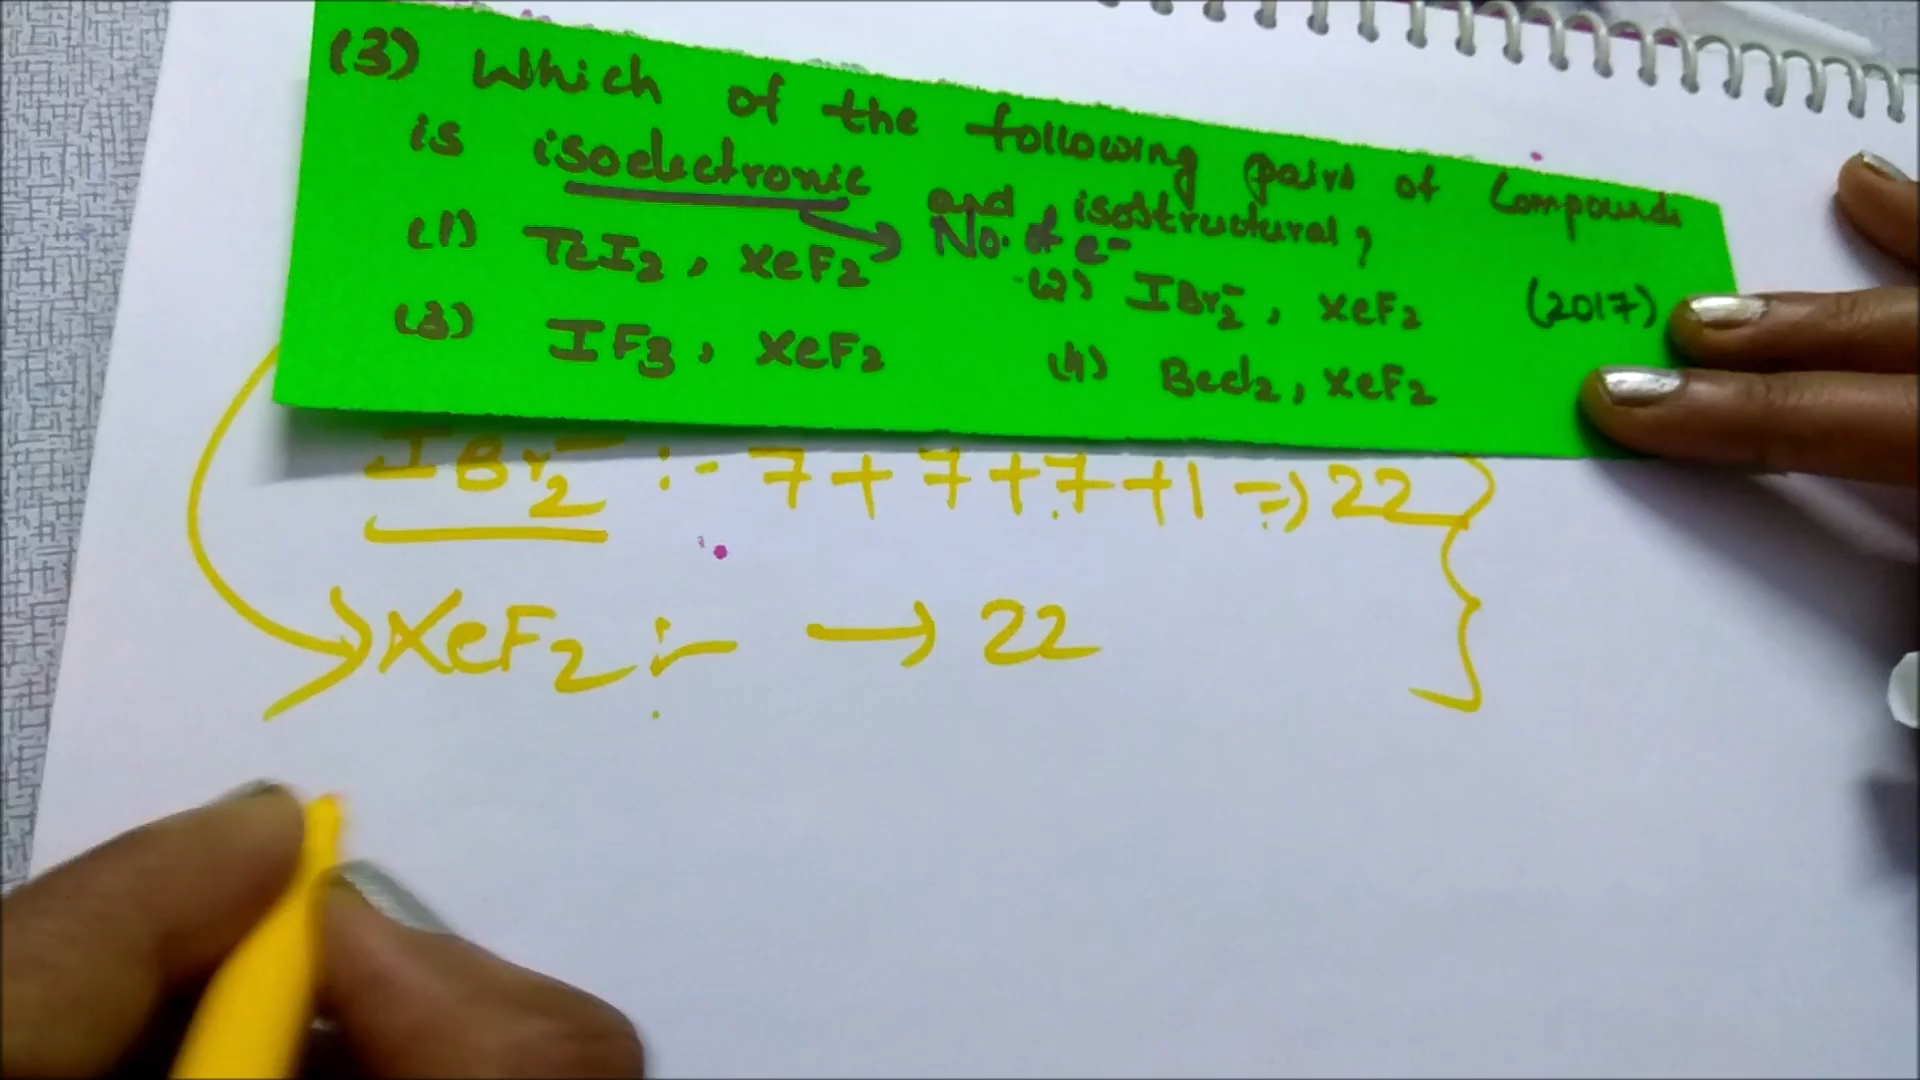 (3) Which of the following pairs of Compounds
is isoelectronic and isostructural?
→ No. of e-
(1) TeI2, XeF2 (2) IBr2-, XeF2 (2017)
(3) IF3, XeF2 (4) BeCl2, XeF2
IBr2- :- 7+7+7+1 => 22
XeF2 :- → 22